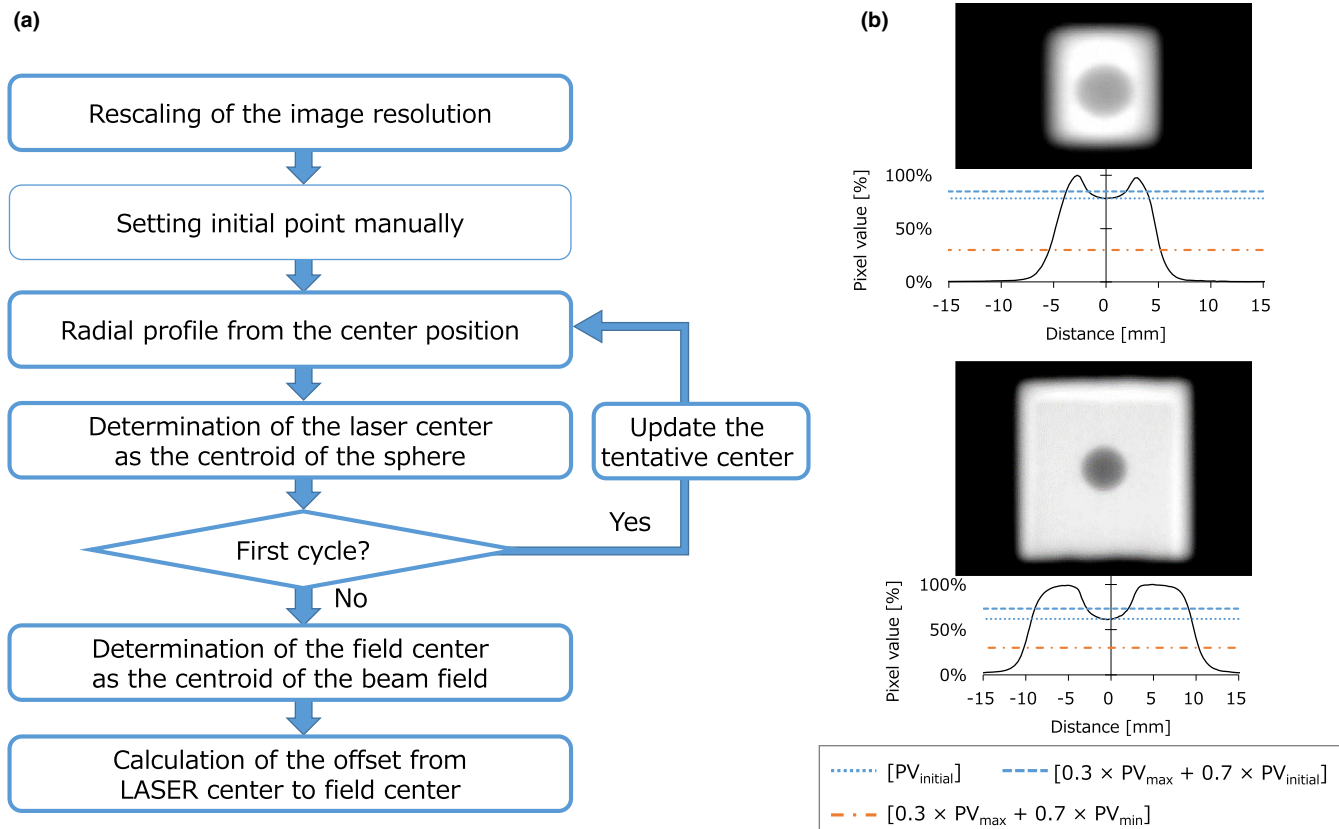 (a)
Rescaling of the image resolution
Setting initial point manually
Radial profile from the center position
Determination of the laser center
as the centroid of the sphere
Update the
tentative center
First cycle?
Yes
No
Determination of the field center
as the centroid of the beam field
Calculation of the offset from
LASER center to field center
(b)
Pixel value [%]
100%
50%
0%
-15 -10 -5 0 5 10 15
Distance [mm]
Pixel value [%]
100%
50%
0%
-15 -10 -5 0 5 10 15
Distance [mm]
[PVinitial] [0.3 × PVmax + 0.7 × PVinitial]
[0.3 × PVmax + 0.7 × PVmin]